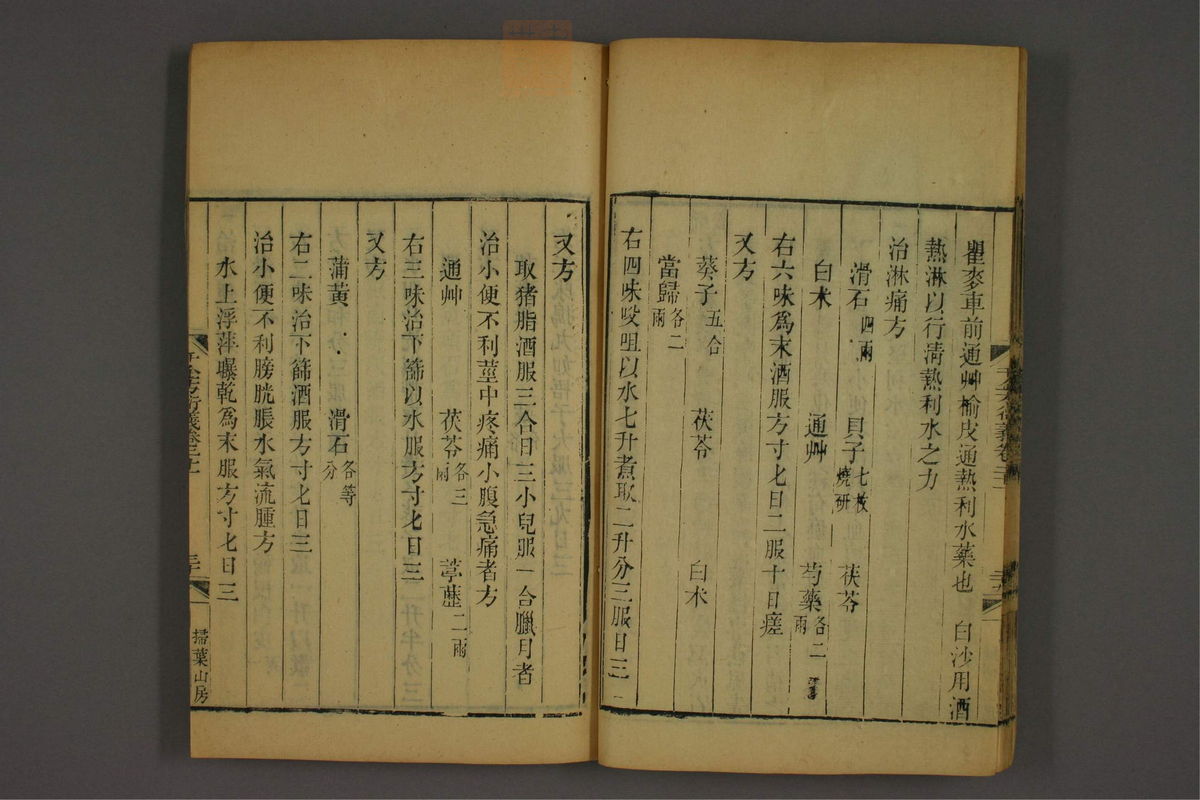 瞿麥車前通艸榆皮通熱利水藥也　白沙用酒
熱淋以行淸熱利水之力
治淋痛方
滑石四兩　貝子七枚燒研　茯苓
白朮　通艸　芍藥各二兩
右六味爲末酒服方寸匕日二服十日瘥
又方
葵子五合　茯苓　白朮
當歸各二兩
右四味㕮咀以水七升煮取二升分三服日三
又方
取猪脂酒服三合日三小兒服一合臘月者
治小便不利莖中疼痛小腹急痛者方
通艸　茯苓各三兩　葶藶二兩
右三味治下篩以水服方寸匕日三
又方
蒲黃　滑石各等分
右二味治下篩酒服方寸匕日三
治小便不利膀胱脹水氣流腫方
水上浮萍曝乾爲末服方寸匕日三
掃葉山房